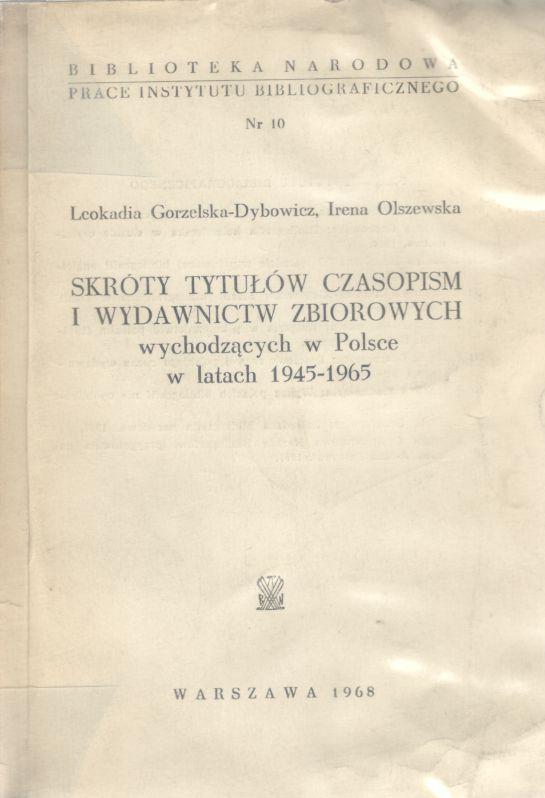 BIBLIOTEKA NARODOWA
PRACE INSTYTUTU BIBLIOGRAFICZNEGO
Nr 10
Leokadia Gorzelska-Dybowicz, Irena Olszewska
SKRÓTY TYTUŁÓW CZASOPISM
I WYDAWNICTW ZBIOROWYCH
wychodzących w Polsce
w latach 1945-1965
WARSZAWA 1968